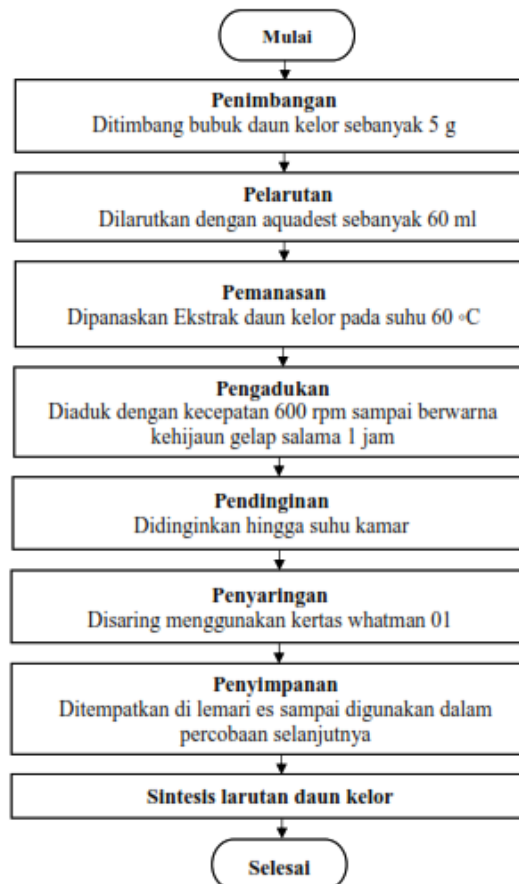 Mulai
Penimbangan
Ditimbang bubuk daun kelor sebanyak 5 g
Pelarutan
Dilarutkan dengan aquadest sebanyak 60 ml
Pemanasan
Dipanaskan Ekstrak daun kelor pada suhu 60 °C
Pengadukan
Diaduk dengan kecepatan 600 rpm sampai berwarna
kehijaun gelap salama 1 jam
Pendinginan
Didinginkan hingga suhu kamar
Penyaringan
Disaring menggunakan kertas whatman 01
Penyimpanan
Ditempatkan di lemari es sampai digunakan dalam
percobaan selanjutnya
Sintesis larutan daun kelor
Selesai